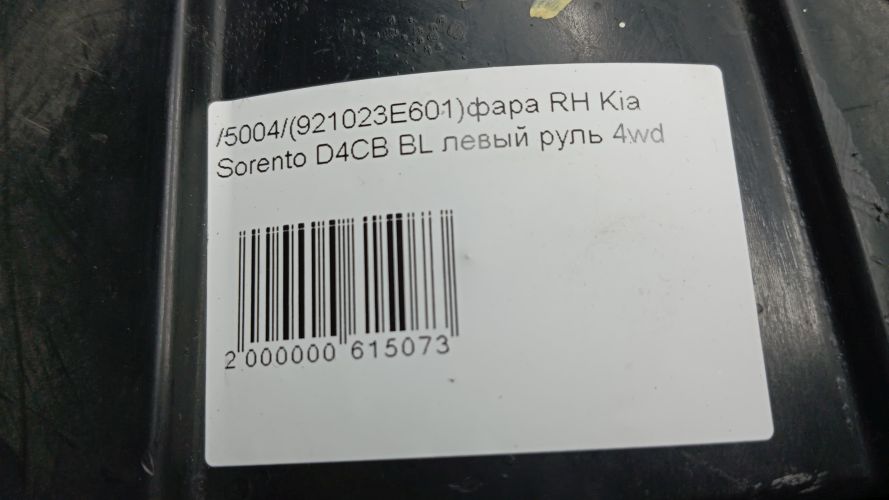 /5004/(921023E601)фара RH Kia
Sorento D4CB BL левый руль 4wd
2 000000 615073